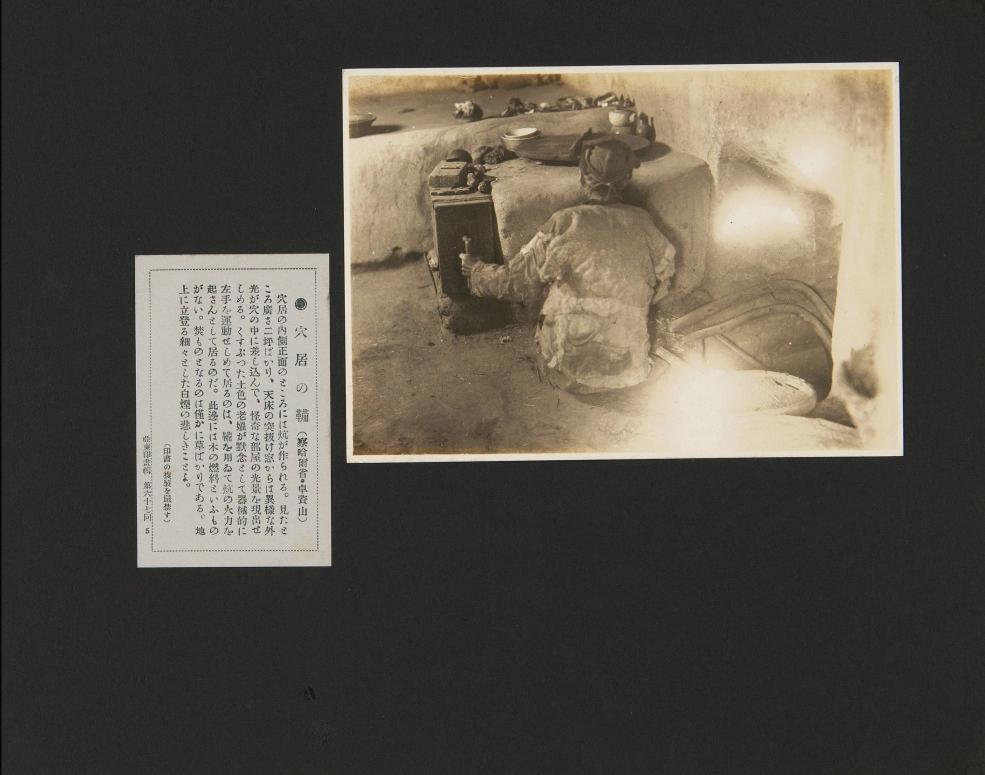 ● 穴居の鞴(察哈爾省・卓資山)
穴居の內側正面のところには炕が作られる。見たと
ころ廣さ二坪ばかり、天床の突拔け窓からは異樣な外
光が穴の中に差し込んで、怪奇な部屋の光景を現出せ
しめる。くすぶつた土色の老媼が默念として器械的に
左手を運動せしめて居るのは、鞴を用ゐて炕の火力を
起さんとして居るのだ。此邊には木の燃料といふもの
がない。焚ものとなるのは僅かに草ばかりである。地
上に立登る細々とした白煙の悲しきことよ。
(印畫の複製を嚴禁す)
亞東印畫輯 第六十七回 5